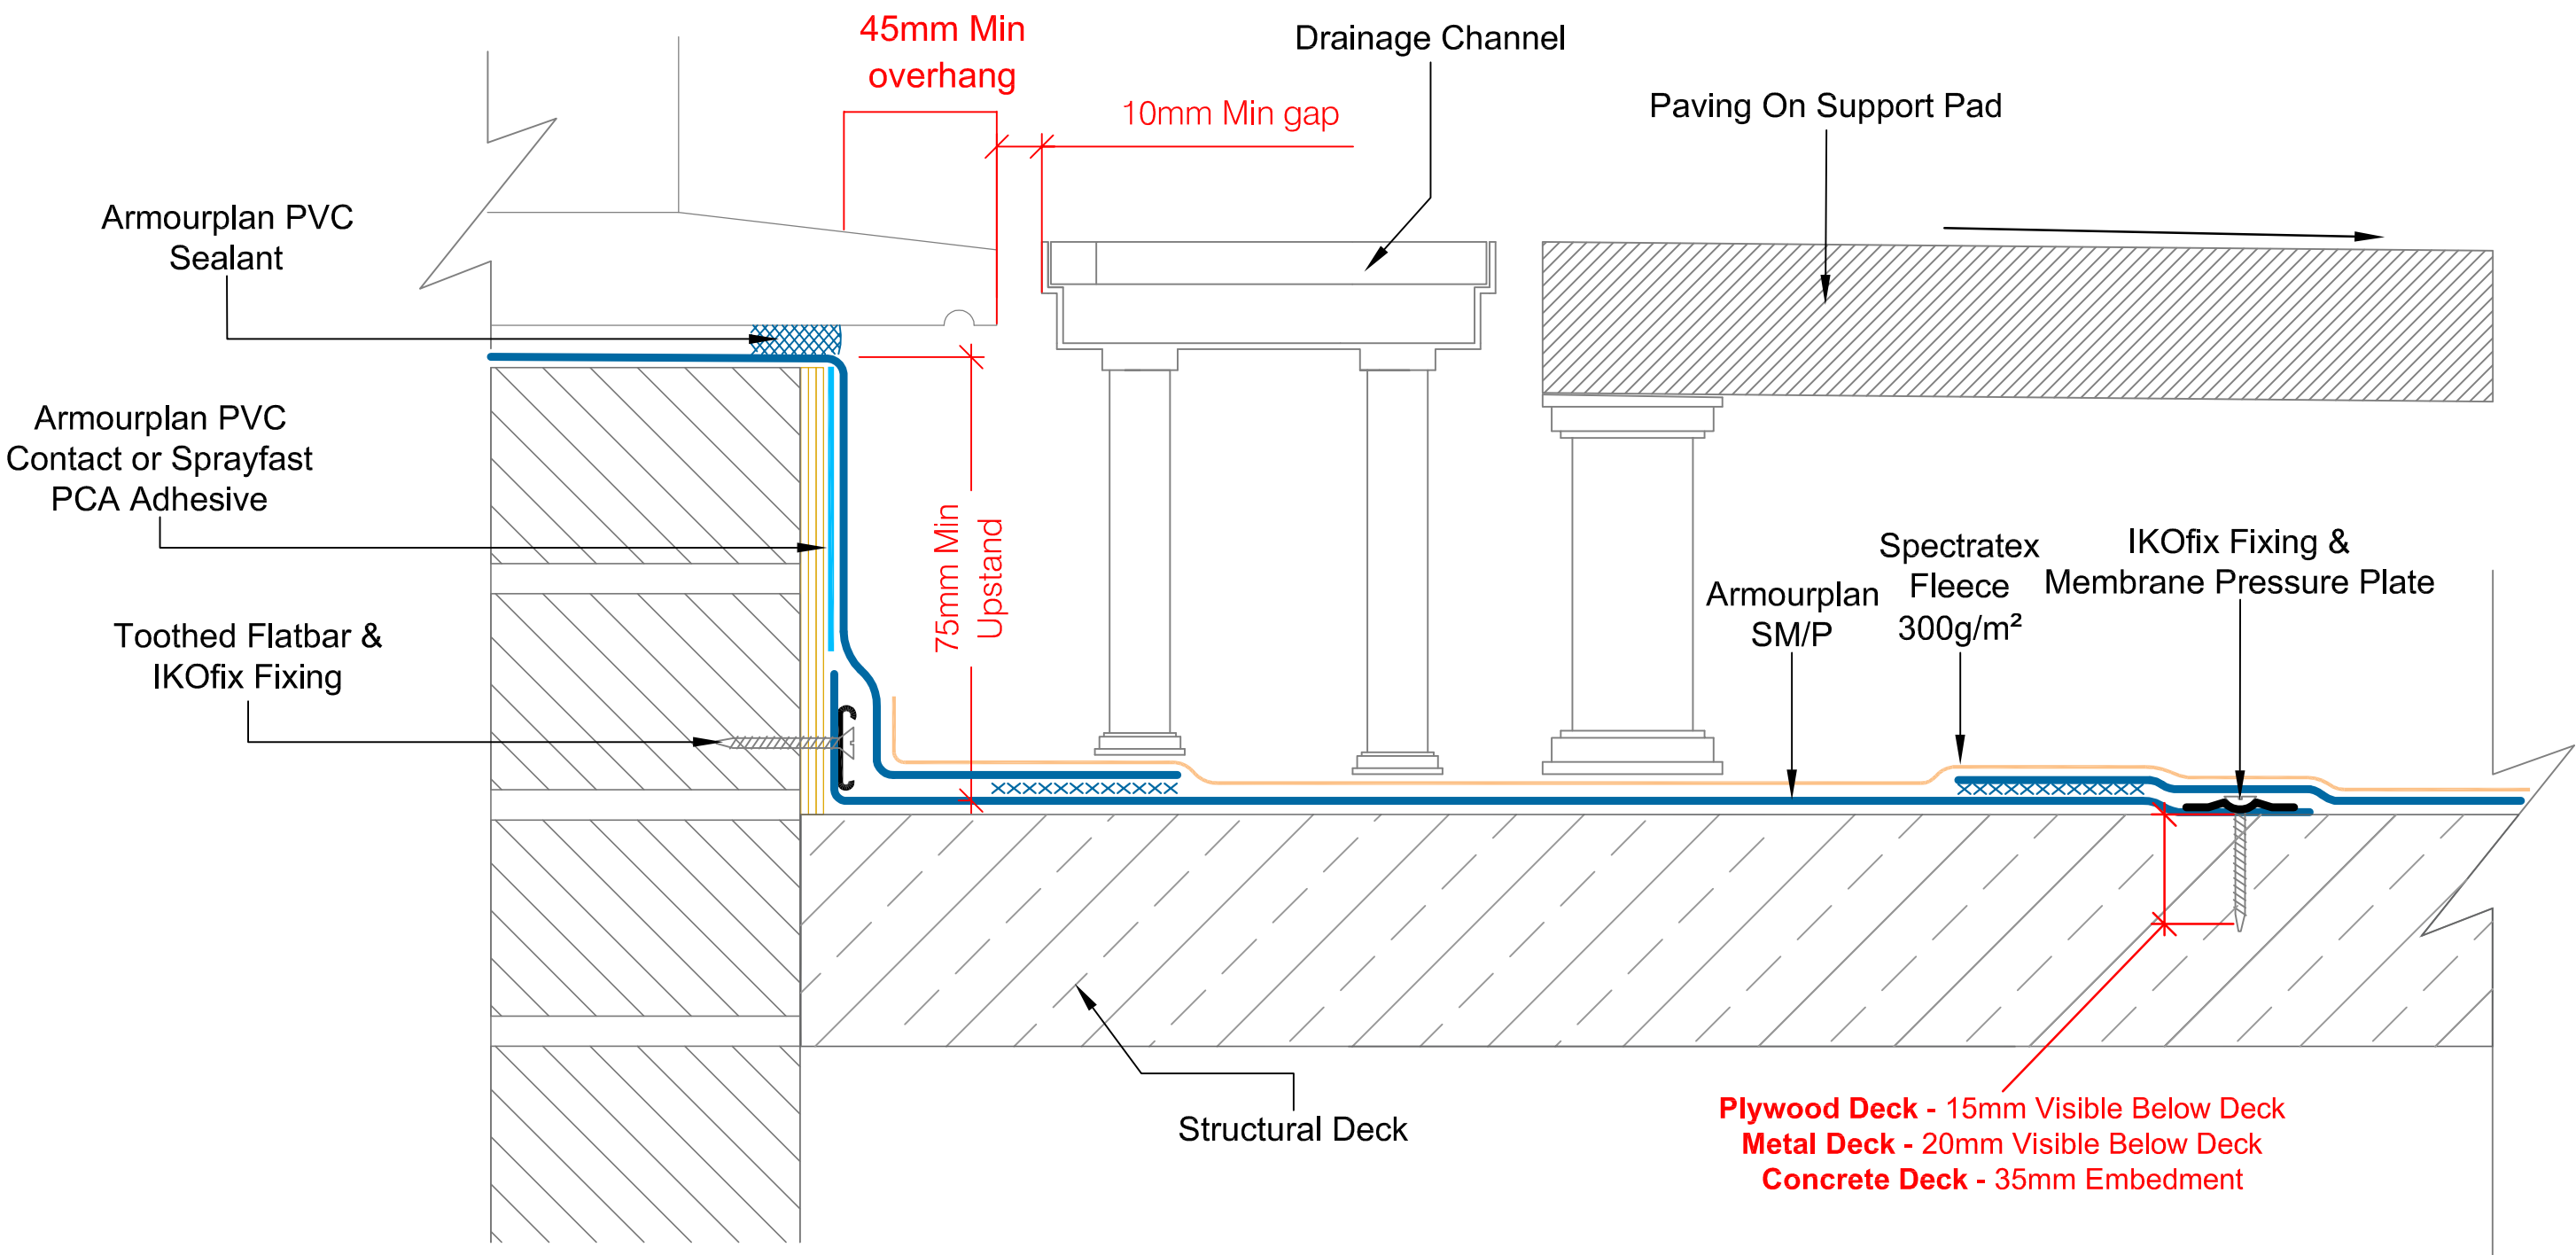 45mm Min
overhang
Drainage Channel
10mm Min gap
Paving On Support Pad
Armourplan PVC
Sealant
Armourplan PVC
Contact or Sprayfast
PCA Adhesive
Toothed Flatbar &
IKOfix Fixing
75mm Min
Upstand
Armourplan
SM/P
Spectratex
Fleece
300g/m²
IKOfix Fixing &
Membrane Pressure Plate
Structural Deck
Plywood Deck - 15mm Visible Below Deck
Metal Deck - 20mm Visible Below Deck
Concrete Deck - 35mm Embedment